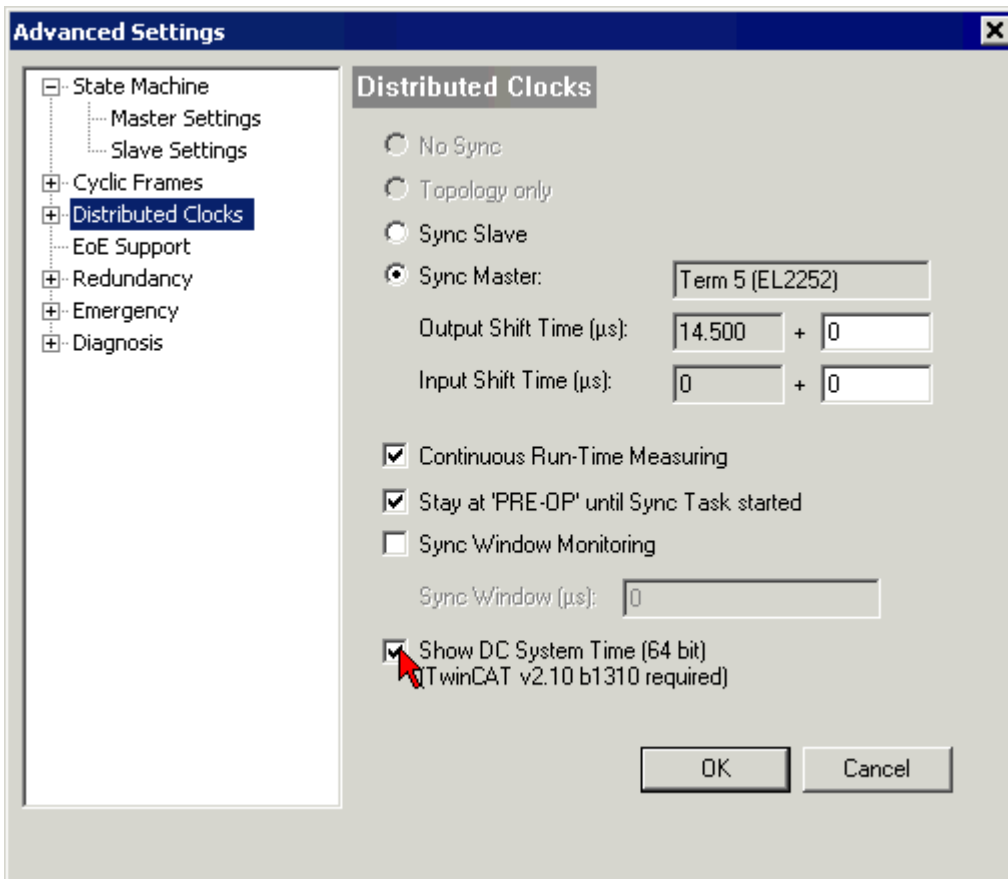 Advanced Settings
State Machine
Master Settings
Slave Settings
Cyclic Frames
Distributed Clocks
EoE Support
Redundancy
Emergency
Diagnosis
Distributed Clocks
No Sync
Topology only
Sync Slave
Sync Master: Term 5 (EL2252)
Output Shift Time (µs): 14.500 + 0
Input Shift Time (µs): 0 + 0
Continuous Run-Time Measuring
Stay at 'PRE-OP' until Sync Task started
Sync Window Monitoring
Sync Window (µs): 0
Show DC System Time (64 bit)
(TwinCAT v2.10 b1310 required)
OK Cancel